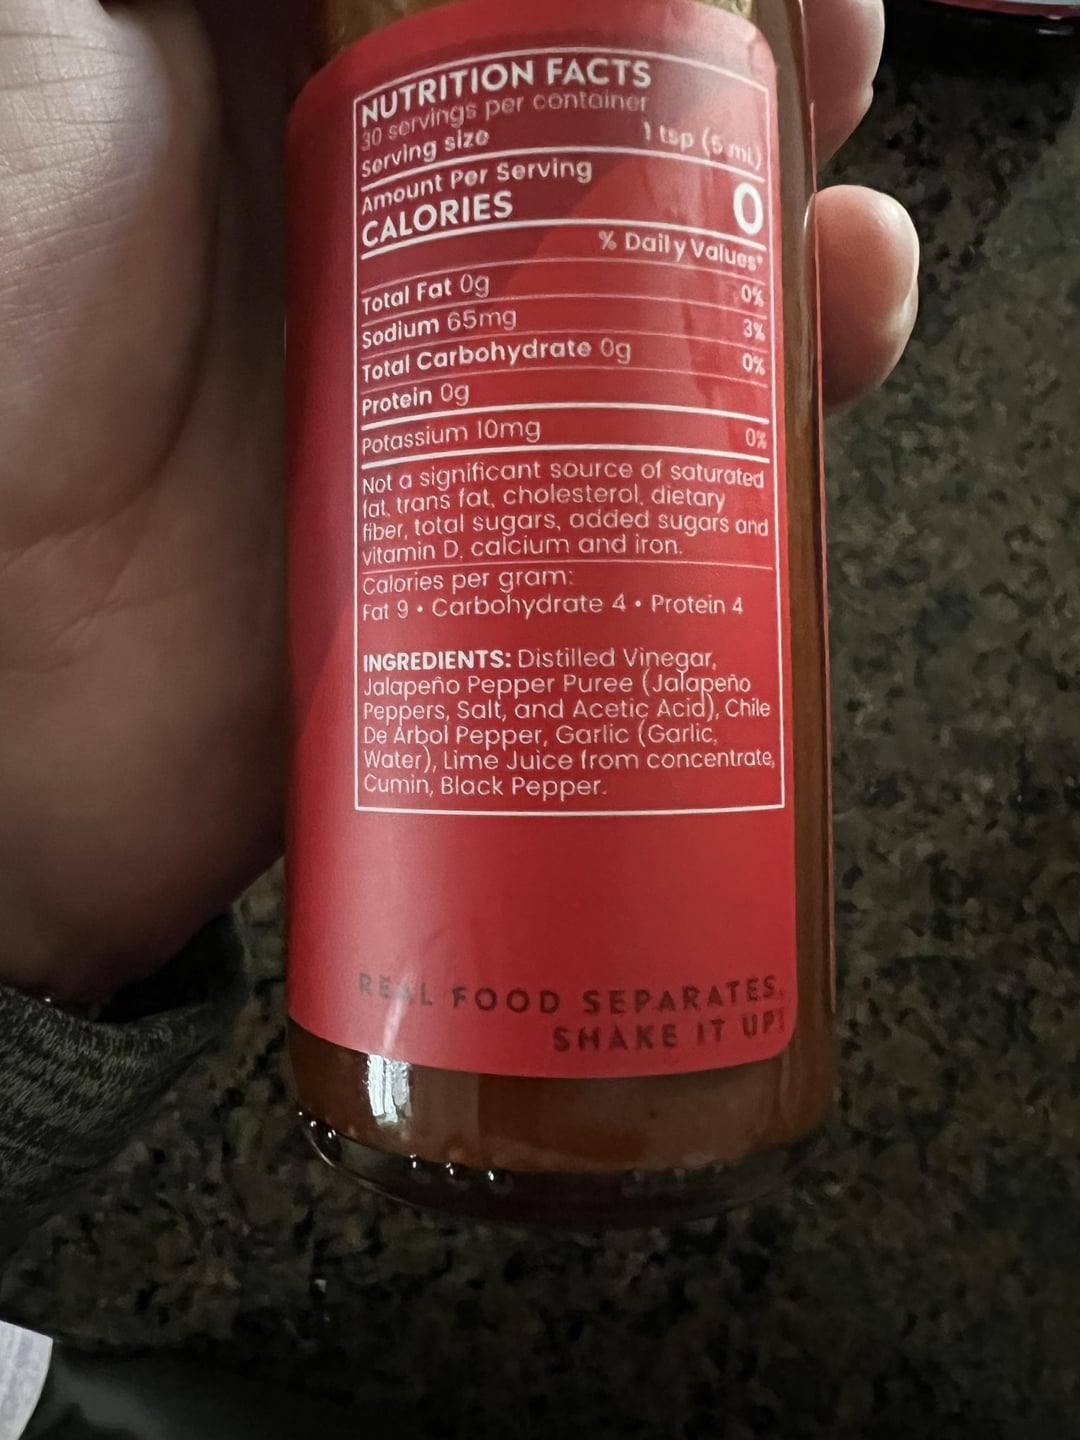 NUTRITION FACTS
30 servings per container
Serving size 1 tsp (5 mL)
Amount Per Serving
CALORIES 0
% Daily Values*
Total Fat 0g 0%
Sodium 65mg 3%
Total Carbohydrate 0g 0%
Protein 0g
Potassium 10mg 0%
Not a significant source of saturated
fat, trans fat, cholesterol, dietary
fiber, total sugars, added sugars and
vitamin D, calcium and iron.
Calories per gram:
Fat 9 • Carbohydrate 4 • Protein 4
INGREDIENTS: Distilled Vinegar,
Jalapeño Pepper Puree (Jalapeño
Peppers, Salt, and Acetic Acid), Chile
De Árbol Pepper, Garlic (Garlic,
Water), Lime Juice from concentrate,
Cumin, Black Pepper.
REAL FOOD SEPARATES,
SHAKE IT UP!